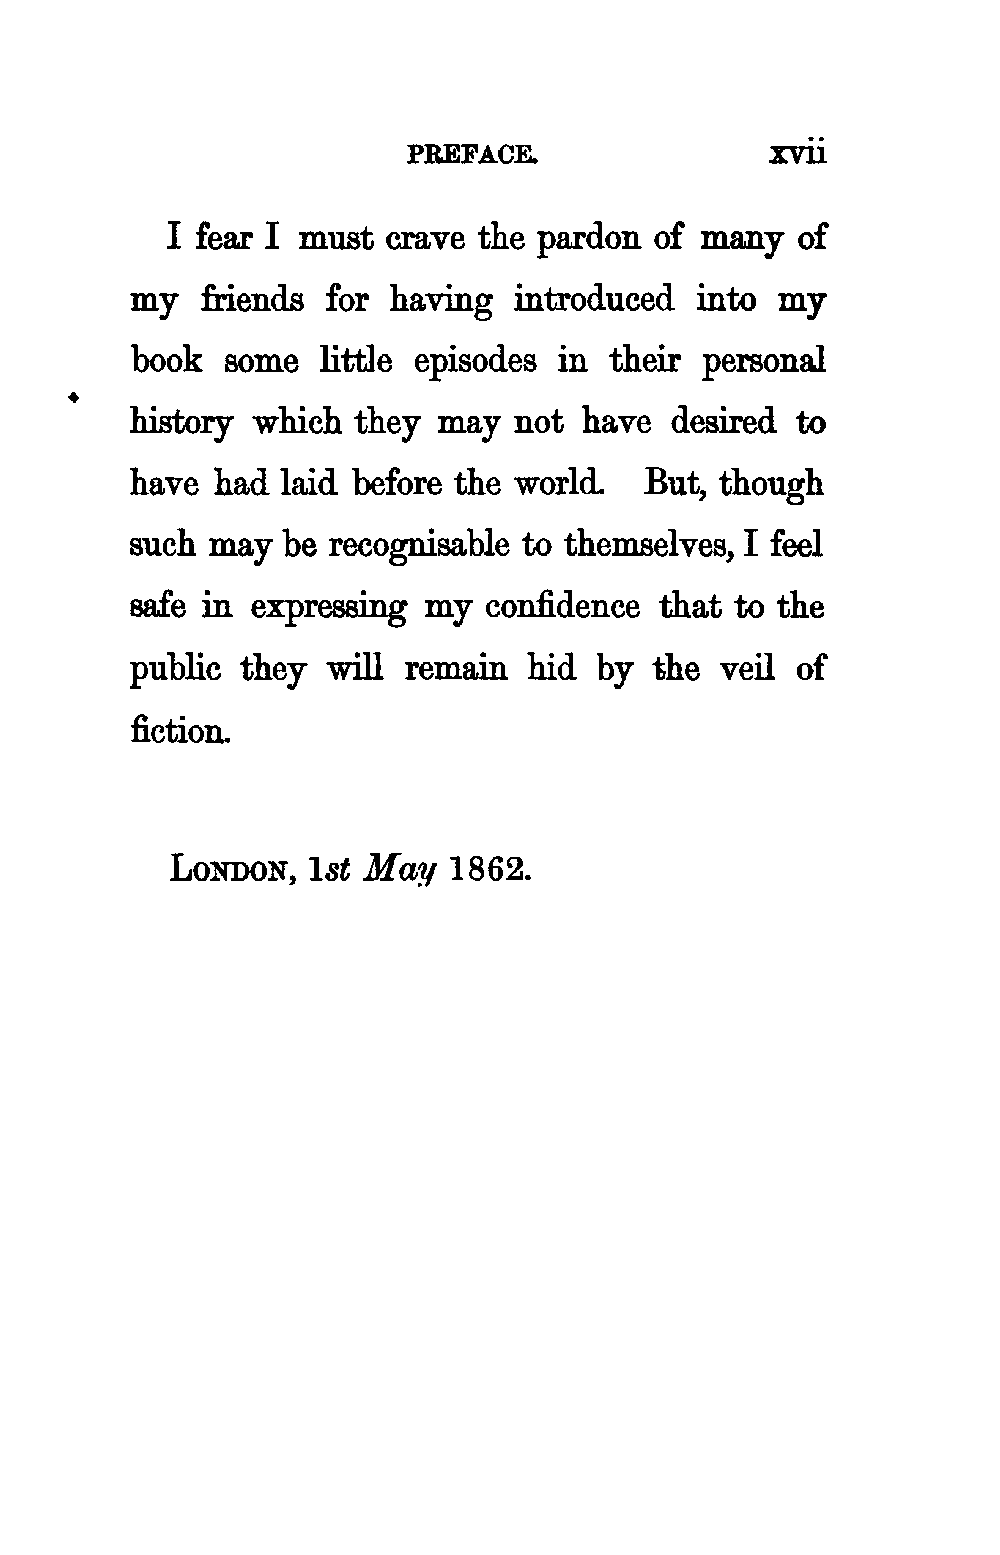 PREFACE. xvii
I fear I must crave the pardon of many of
my friends for having introduced into my
book some little episodes in their personal
history which they may not have desired to
have had laid before the world. But, though
such may be recognisable to themselves, I feel
safe in expressing my confidence that to the
public they will remain hid by the veil of
fiction.
LONDON, 1st May 1862.